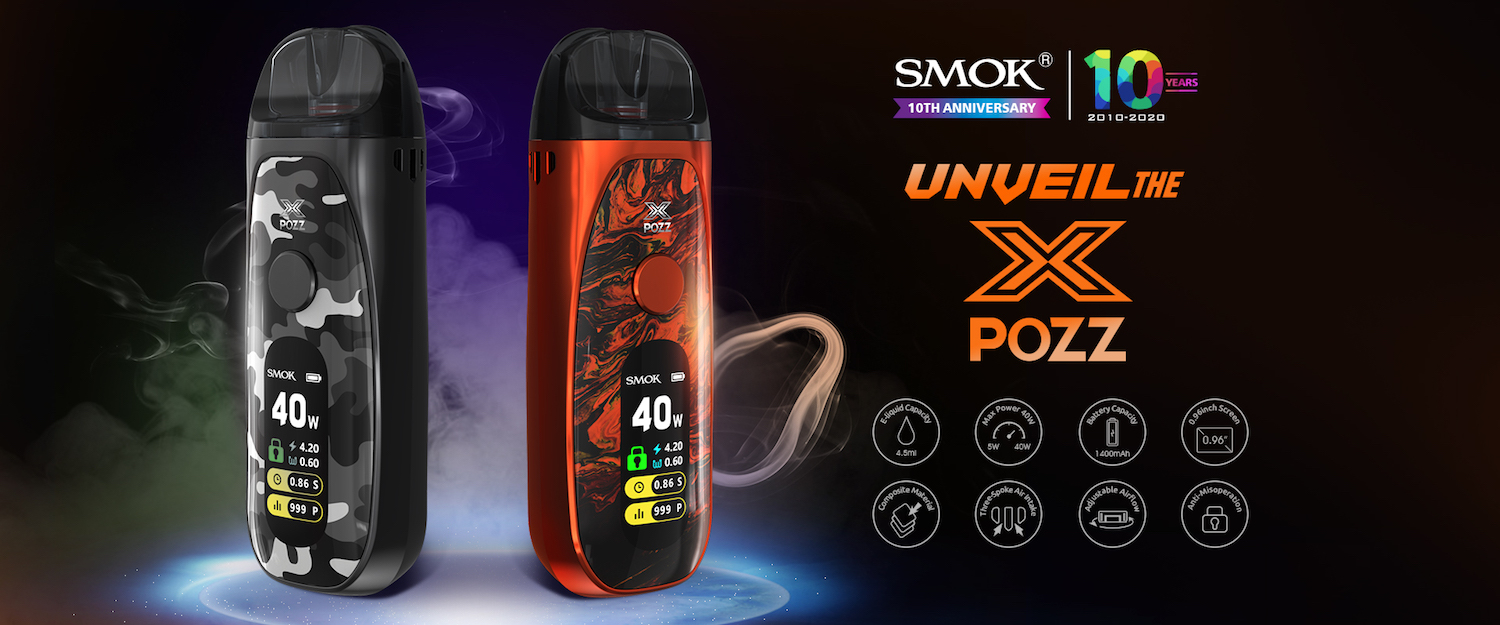 X
POZZ
SMOK
40W
4.20
0.60
0.86 S
999 P
X
POZZ
SMOK
40W
4.20
0.60
0.86 S
999 P
SMOK®
10TH ANNIVERSARY
10 YEARS
2010-2020
UNVEIL THE
X
POZZ
E-liquid Capacity
4.5ml
Max Power 40W
5W 40W
Battery Capacity
1400mAh
0.96inch Screen
0.96"
Composite Material
Three-Spoke Air Intake
Adjustable Airflow
Anti-Misoperation